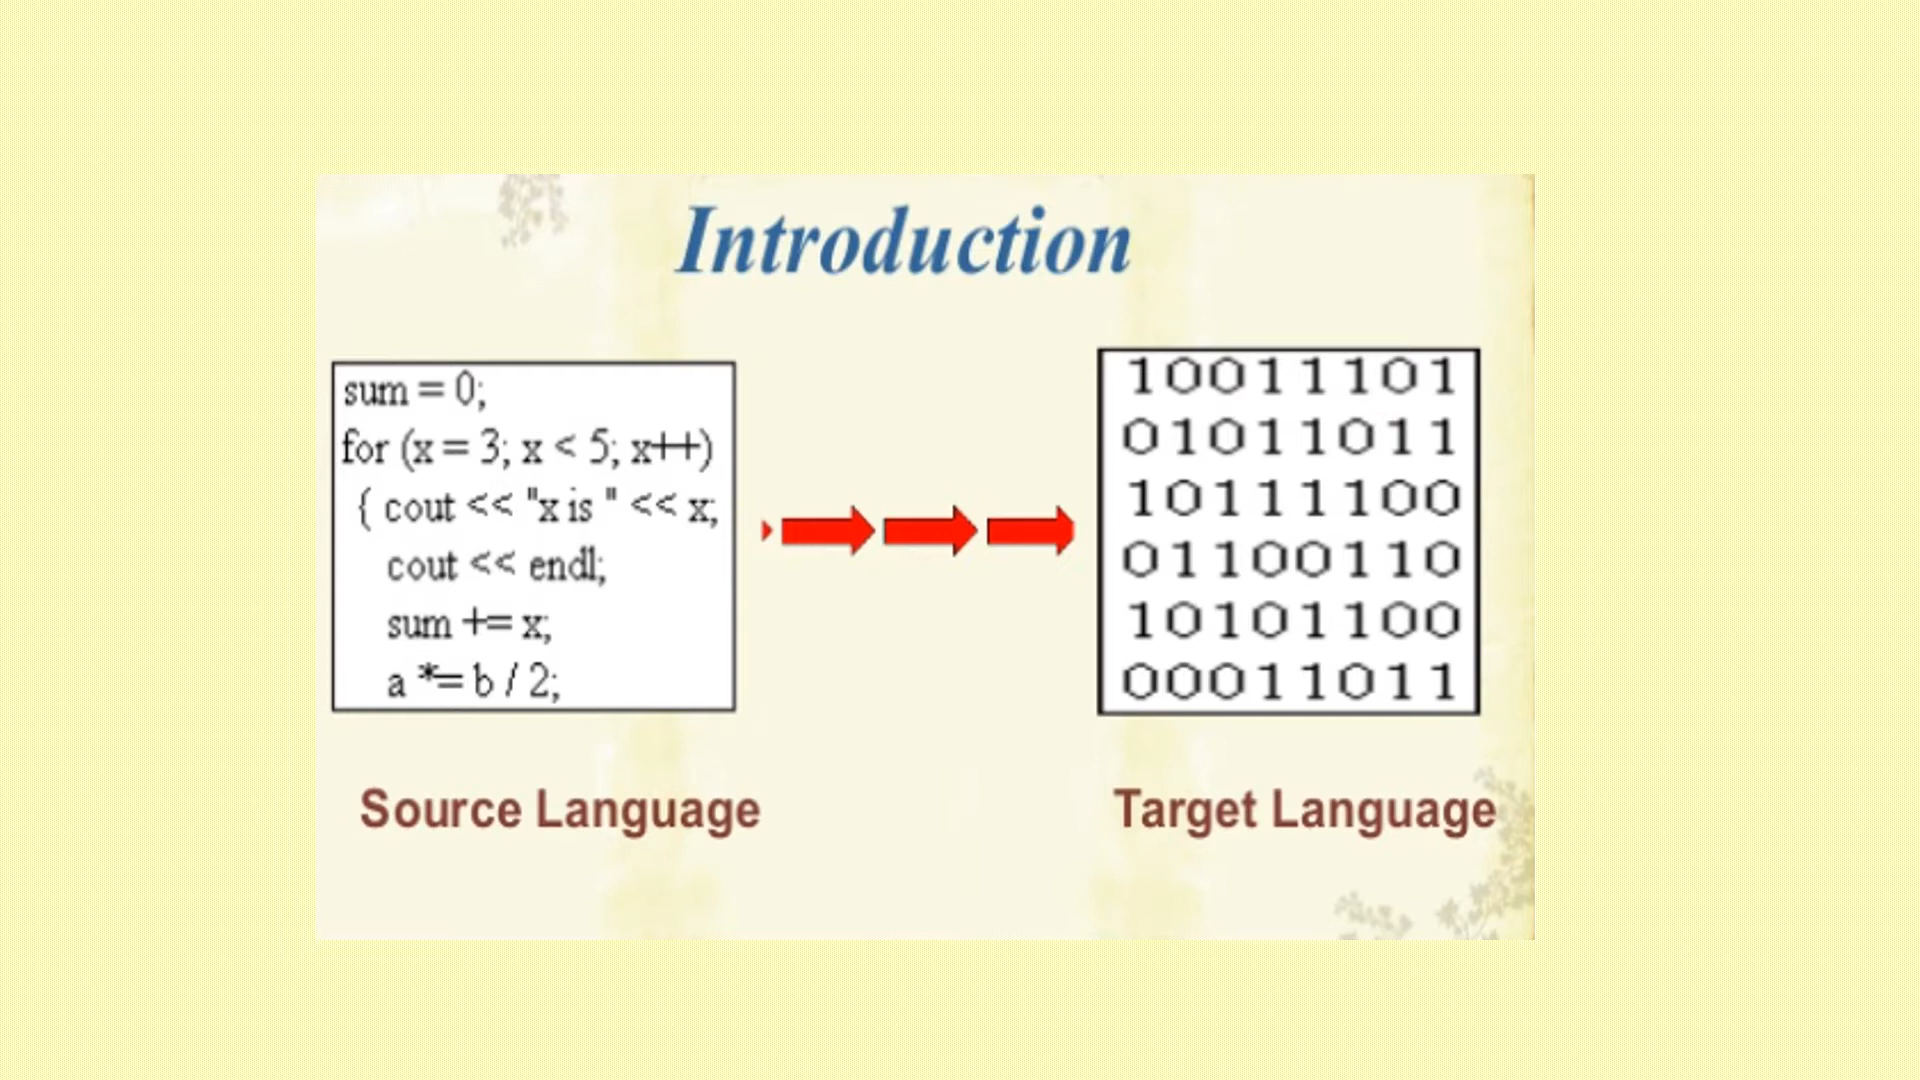 Introduction
sum = 0;
for (x = 3; x < 5; x++)
{ cout << "x is " << x;
cout << endl;
sum += x;
a *= b / 2;
10011101
01011011
10111100
01100110
10101100
00011011
Source Language
Target Language